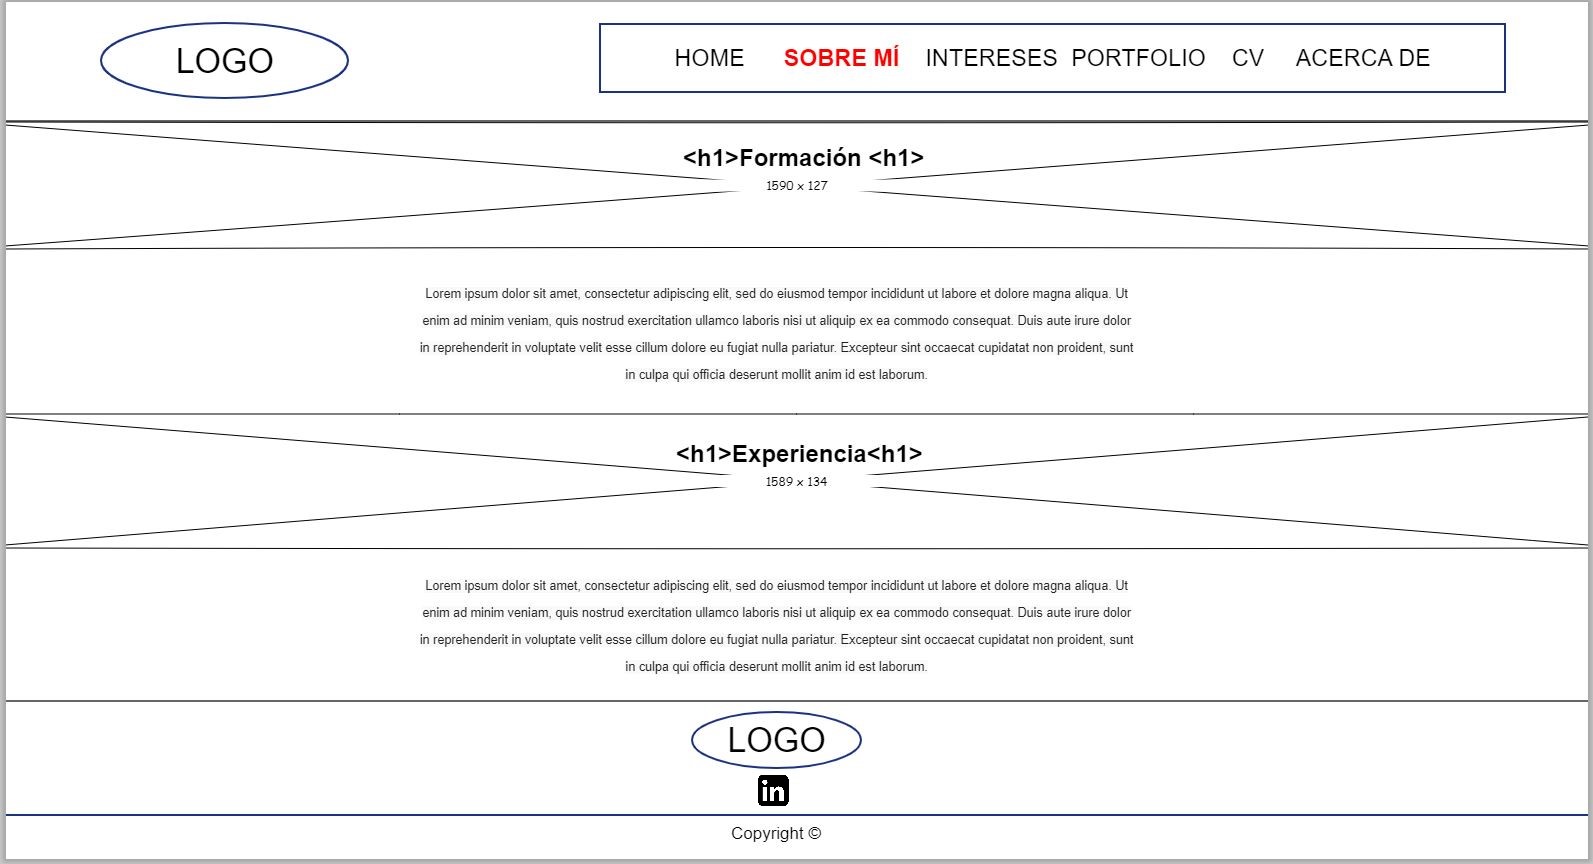 LOGO
HOME SOBRE MÍ INTERESES PORTFOLIO CV ACERCA DE
<h1>Formación <h1>
1590 x 127
Lorem ipsum dolor sit amet, consectetur adipiscing elit, sed do eiusmod tempor incididunt ut labore et dolore magna aliqua. Ut
enim ad minim veniam, quis nostrud exercitation ullamco laboris nisi ut aliquip ex ea commodo consequat. Duis aute irure dolor
in reprehenderit in voluptate velit esse cillum dolore eu fugiat nulla pariatur. Excepteur sint occaecat cupidatat non proident, sunt
in culpa qui officia deserunt mollit anim id est laborum.
<h1>Experiencia<h1>
1589 x 134
Lorem ipsum dolor sit amet, consectetur adipiscing elit, sed do eiusmod tempor incididunt ut labore et dolore magna aliqua. Ut
enim ad minim veniam, quis nostrud exercitation ullamco laboris nisi ut aliquip ex ea commodo consequat. Duis aute irure dolor
in reprehenderit in voluptate velit esse cillum dolore eu fugiat nulla pariatur. Excepteur sint occaecat cupidatat non proident, sunt
in culpa qui officia deserunt mollit anim id est laborum.
LOGO
in
Copyright ©